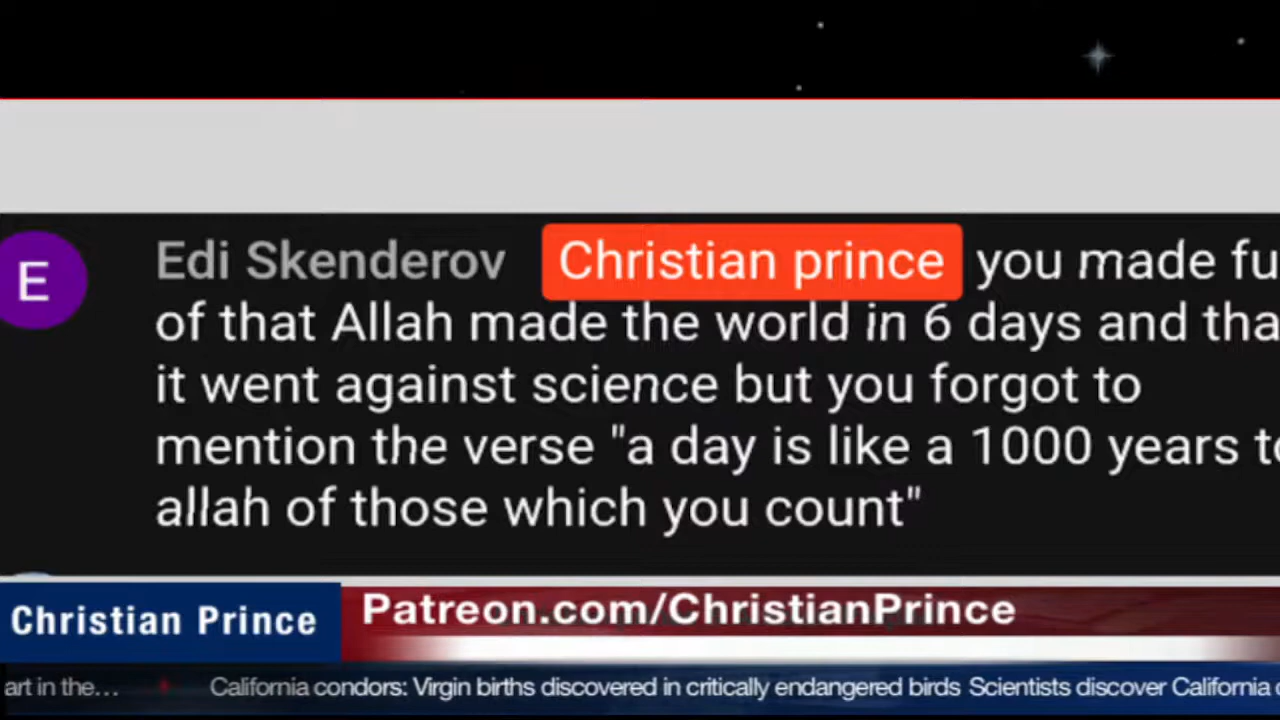 E
Edi Skenderov Christian prince you made fu
of that Allah made the world in 6 days and tha
it went against science but you forgot to
mention the verse "a day is like a 1000 years to
allah of those which you count"
Christian Prince
Patreon.com/ChristianPrince
art in the... California condors: Virgin births discovered in critically endangered birds Scientists discover California c